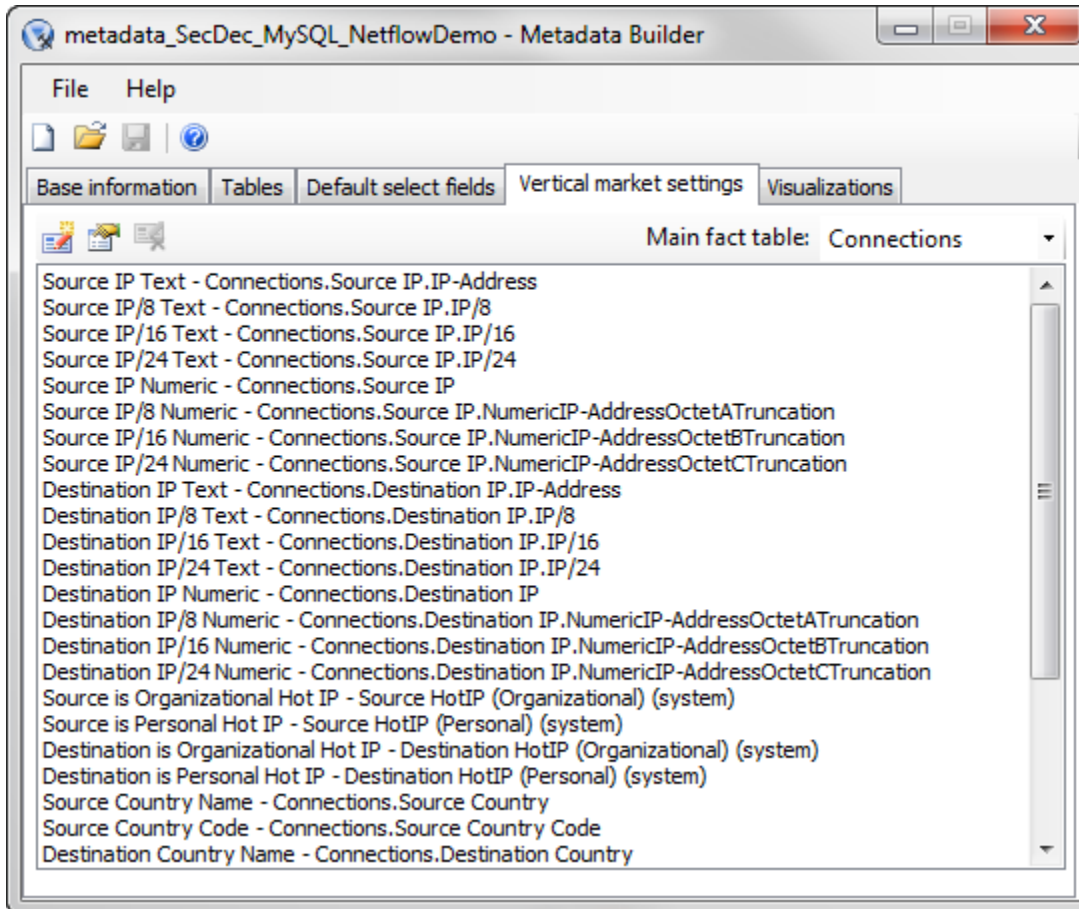 metadata_SecDec_MySQL_NetflowDemo - Metadata Builder
File Help
Base information Tables Default select fields Vertical market settings Visualizations
Main fact table: Connections
Source IP Text - Connections.Source IP.IP-Address
Source IP/8 Text - Connections.Source IP.IP/8
Source IP/16 Text - Connections.Source IP.IP/16
Source IP/24 Text - Connections.Source IP.IP/24
Source IP Numeric - Connections.Source IP
Source IP/8 Numeric - Connections.Source IP.NumericIP-AddressOctetATruncation
Source IP/16 Numeric - Connections.Source IP.NumericIP-AddressOctetBTruncation
Source IP/24 Numeric - Connections.Source IP.NumericIP-AddressOctetCTruncation
Destination IP Text - Connections.Destination IP.IP-Address
Destination IP/8 Text - Connections.Destination IP.IP/8
Destination IP/16 Text - Connections.Destination IP.IP/16
Destination IP/24 Text - Connections.Destination IP.IP/24
Destination IP Numeric - Connections.Destination IP
Destination IP/8 Numeric - Connections.Destination IP.NumericIP-AddressOctetATruncation
Destination IP/16 Numeric - Connections.Destination IP.NumericIP-AddressOctetBTruncation
Destination IP/24 Numeric - Connections.Destination IP.NumericIP-AddressOctetCTruncation
Source is Organizational Hot IP - Source HotIP (Organizational) (system)
Source is Personal Hot IP - Source HotIP (Personal) (system)
Destination is Organizational Hot IP - Destination HotIP (Organizational) (system)
Destination is Personal Hot IP - Destination HotIP (Personal) (system)
Source Country Name - Connections.Source Country
Source Country Code - Connections.Source Country Code
Destination Country Name - Connections.Destination Country